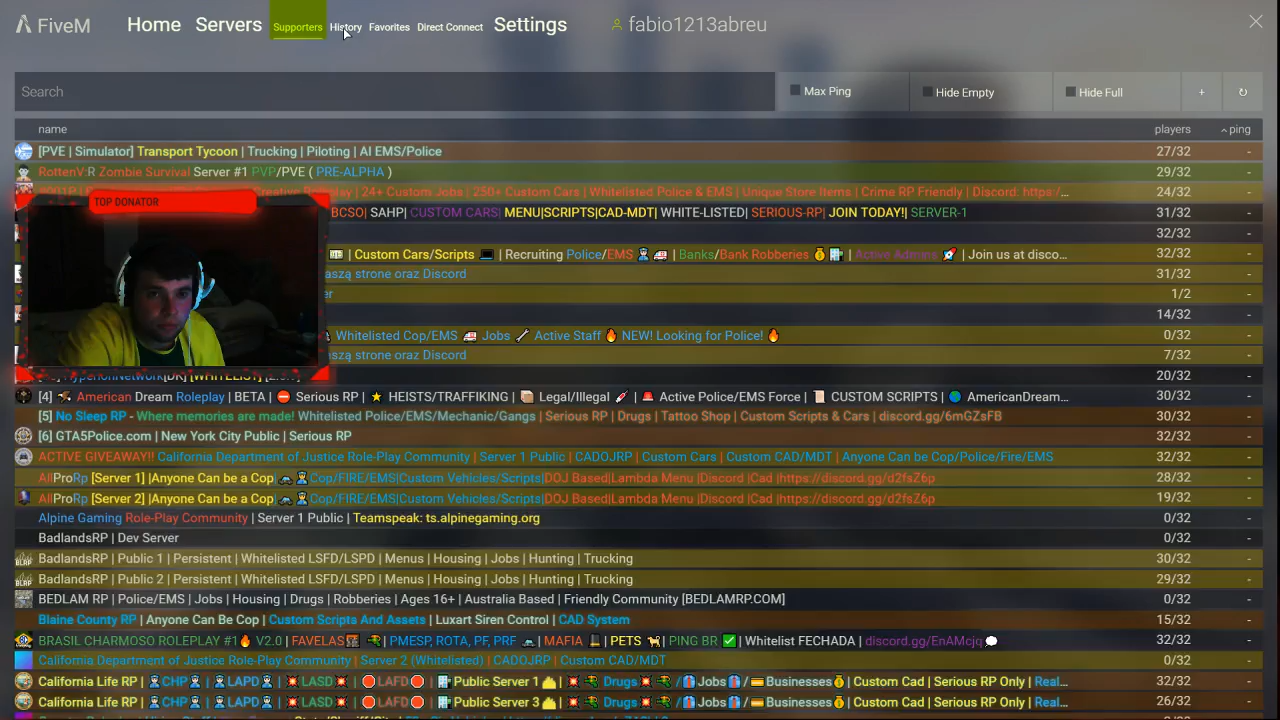 FiveM Home Servers Supporters History Favorites Direct Connect Settings fabio1213abreu
Search Max Ping Hide Empty Hide Full + ↻
name players ping
[PVE | Simulator] Transport Tycoon | Trucking | Piloting | AI EMS/Police 27/32 -
RottenV:R Zombie Survival Server #1 PVP/PVE ( PRE-ALPHA ) 29/32 -
| 24+ Custom Jobs | 250+ Custom Cars | Whitelisted Police & EMS | Unique Store Items | Crime RP Friendly | Discord: https:/... 24/32 -
TOP DONATOR
BCSO| SAHP| CUSTOM CARS| MENU|SCRIPTS|CAD-MDT| WHITE-LISTED| SERIOUS-RP| JOIN TODAY!| SERVER-1 31/32 -
32/32 -
| Custom Cars/Scripts 💻 | Recruiting Police/EMS 👮 🚑 | Banks/Bank Robberies 💰 🏦 | Active Admins 🚀 | Join us at disco... 32/32 -
aszą strone oraz Discord 31/32 -
er 1/2 -
14/32 -
Whitelisted Cop/EMS 🚑 Jobs 🔧 Active Staff 🔥 NEW! Looking for Police! 🔥 0/32 -
aszą strone oraz Discord 7/32 -
HyperionNetwork[DK] [WHITELIST] 20/32 -
[4] American Dream Roleplay | BETA | ⛔ Serious RP | ⭐ HEISTS/TRAFFIKING | Legal/Illegal 💉 | 🚨 Active Police/EMS Force | 📜 CUSTOM SCRIPTS | 🌎 AmericanDream... 30/32 -
[5] No Sleep RP - Where memories are made! Whitelisted Police/EMS/Mechanic/Gangs | Serious RP | Drugs | Tattoo Shop | Custom Scripts & Cars | discord.gg/6mGZsFB 30/32 -
[6] GTA5Police.com | New York City Public | Serious RP 32/32 -
ACTIVE GIVEAWAY!! California Department of Justice Role-Play Community | Server 1 Public | CADOJRP | Custom Cars | Custom CAD/MDT | Anyone Can be Cop/Police/Fire/EMS 32/32 -
AllProRp [Server 1] |Anyone Can be a Cop| 🚓 👮 Cop/FIRE/EMS|Custom Vehicles/Scripts|DOJ Based|Lambda Menu |Discord |Cad |https://discord.gg/d2fsZ6p 28/32 -
AllProRp [Server 2] |Anyone Can be a Cop| 🚓 👮 Cop/FIRE/EMS|Custom Vehicles/Scripts|DOJ Based|Lambda Menu |Discord |Cad |https://discord.gg/d2fsZ6p 19/32 -
Alpine Gaming Role-Play Community | Server 1 Public | Teamspeak: ts.alpinegaming.org 0/32 -
BadlandsRP | Dev Server 0/32 -
BadlandsRP | Public 1 | Persistent | Whitelisted LSFD/LSPD | Menus | Housing | Jobs | Hunting | Trucking 30/32 -
BadlandsRP | Public 2 | Persistent | Whitelisted LSFD/LSPD | Menus | Housing | Jobs | Hunting | Trucking 29/32 -
BEDLAM RP | Police/EMS | Jobs | Housing | Drugs | Robberies | Ages 16+ | Australia Based | Friendly Community [BEDLAMRP.COM] 0/32 -
Blaine County RP | Anyone Can Be Cop | Custom Scripts And Assets | Luxart Siren Control | CAD System 15/32 -
BRASIL CHARMOSO ROLEPLAY #1🔥 V2.0 | FAVELAS | PMESP, ROTA, PF, PRF 🚓 | MAFIA | PETS 🐕 | PING BR ✅ | Whitelist FECHADA | discord.gg/EnAMcjq 💬 32/32 -
California Department of Justice Role-Play Community | Server 2 (Whitelisted) | CADOJRP | Custom CAD/MDT 0/32 -
California Life RP | 👮CHP👮 | 👮LAPD👮 | 💥LASD💥 | 🛑LAFD🛑 | Public Server 1 | 💥 🔫 Drugs💥 🔫 /Jobs/💳Businesses💰| Custom Cad | Serious RP Only | Real... 32/32 -
California Life RP | 👮CHP👮 | 👮LAPD👮 | 💥LASD💥 | 🛑LAFD🛑 | Public Server 3 | 💥 🔫 Drugs💥 🔫 /Jobs/💳Businesses💰| Custom Cad | Serious RP Only | Real... 26/32 -